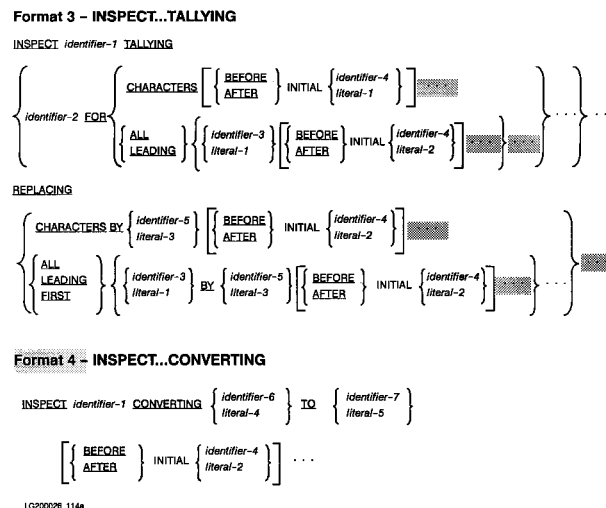 Format 3 – INSPECT...TALLYING
INSPECT identifier-1 TALLYING
CHARACTERS BEFORE AFTER INITIAL identifier-4 literal-1 ...
identifier-2 FOR
ALL LEADING identifier-3 literal-1 BEFORE AFTER INITIAL identifier-4 literal-2 ... ... ... ... ...
REPLACING
CHARACTERS BY identifier-5 literal-3 BEFORE AFTER INITIAL identifier-4 literal-2 ...
ALL LEADING FIRST identifier-3 literal-1 BY identifier-5 literal-3 BEFORE AFTER INITIAL identifier-4 literal-2 ... ... ...
Format 4 – INSPECT...CONVERTING
INSPECT identifier-1 CONVERTING identifier-6 literal-4 TO identifier-7 literal-5
BEFORE AFTER INITIAL identifier-4 literal-2 ...
LG200026_114a